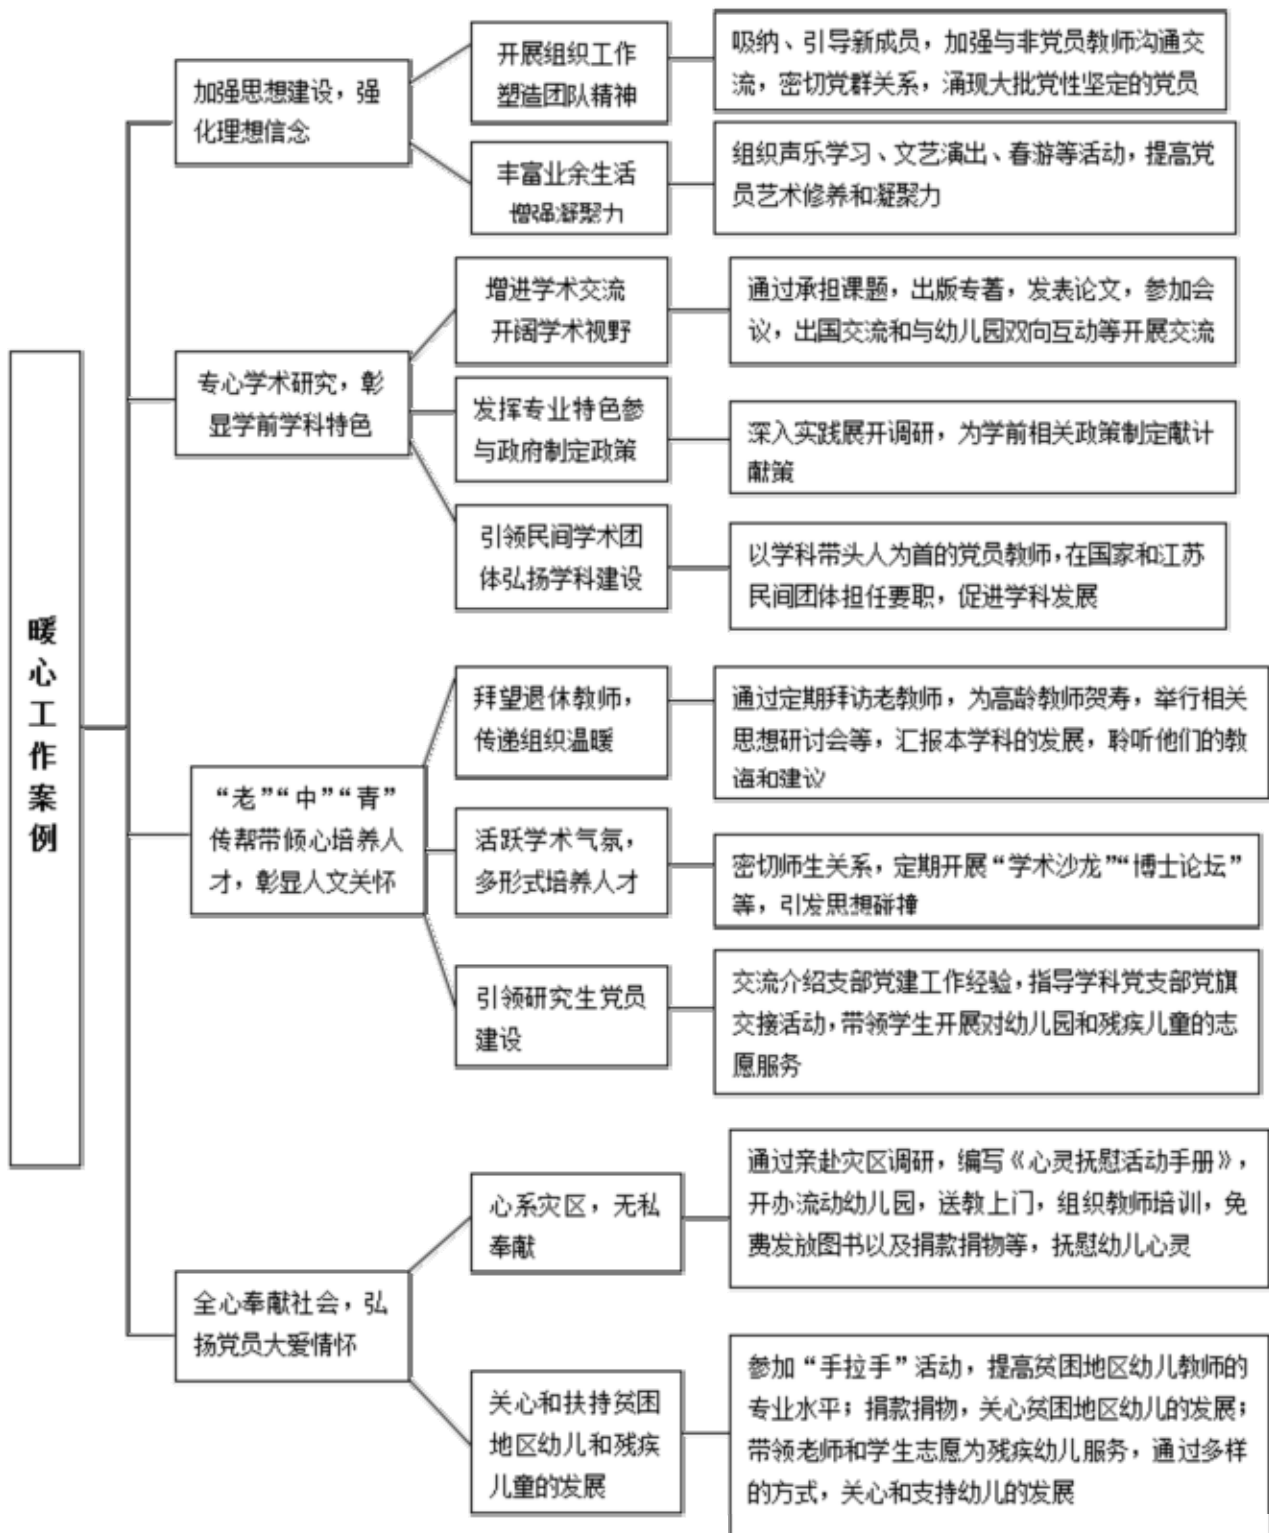 暖心工作案例
加强思想建设，强
化理想信念
开展组织工作
塑造团队精神
吸纳、引导新成员，加强与非党员教师沟通交
流，密切党群关系，涌现大批党性坚定的党员
丰富业余生活
增强凝聚力
组织声乐学习、文艺演出、春游等活动，提高党
员艺术修养和凝聚力
专心学术研究，彰
显学前学科特色
增进学术交流
开阔学术视野
通过承担课题，出版专著，发表论文，参加会
议，出国交流和与幼儿园双向互动等开展交流
发挥专业特色参
与政府制定政策
深入实践展开调研，为学前相关政策制定献计
献策
引领民间学术团
体弘扬学科建设
以学科带头人为首的党员教师，在国家和江苏
民间团体担任要职，促进学科发展
“老”“中”“青”
传帮带倾心培养人
才，彰显人文关怀
拜望退休教师，
传递组织温暖
通过定期拜访老教师，为高龄教师贺寿，举行相关
思想研讨会等，汇报本学科的发展，聆听他们的教
诲和建议
活跃学术气氛，
多形式培养人才
密切师生关系，定期开展“学术沙龙”“博士论坛”
等，引发思想碰撞
引领研究生党员
建设
交流介绍支部党建工作经验，指导学科党支部党旗
交接活动，带领学生开展对幼儿园和残疾儿童的志
愿服务
全心奉献社会，弘
扬党员大爱情怀
心系灾区，无私
奉献
通过亲赴灾区调研，编写《心灵抚慰活动手册》，
开办流动幼儿园，送教上门，组织教师培训，免
费发放图书以及捐款捐物等，抚慰幼儿心灵
关心和扶持贫困
地区幼儿和残疾
儿童的发展
参加“手拉手”活动，提高贫困地区幼儿教师的
专业水平；捐款捐物，关心贫困地区幼儿的发展；
带领老师和学生志愿为残疾幼儿服务，通过多样
的方式，关心和支持幼儿的发展